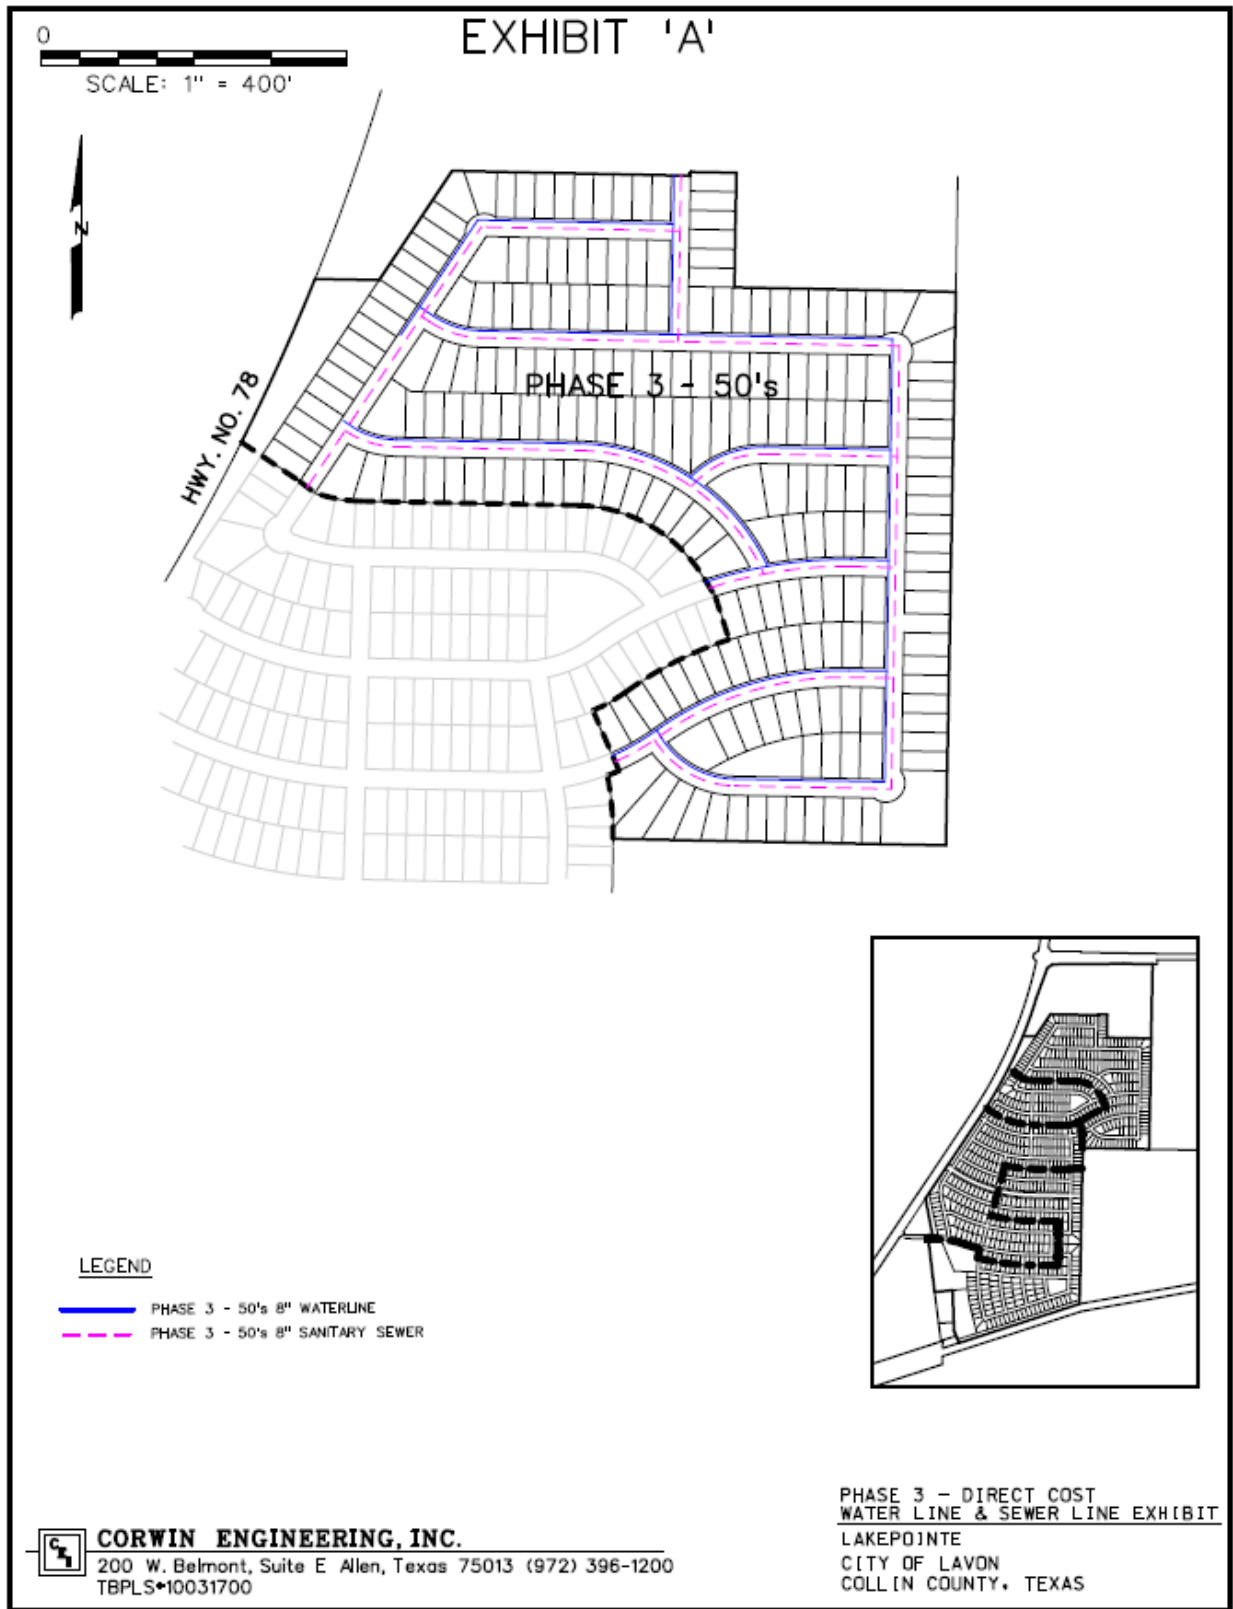 EXHIBIT 'A'
0
SCALE: 1" = 400'
N
HWY. NO. 78
PHASE 3 - 50's
LEGEND
PHASE 3 - 50's 8" WATERLINE
PHASE 3 - 50's 8" SANITARY SEWER
PHASE 3 - DIRECT COST
WATER LINE & SEWER LINE EXHIBIT
LAKEPOINTE
CITY OF LAVON
COLLIN COUNTY, TEXAS
CEI
CORWIN ENGINEERING, INC.
200 W. Belmont, Suite E Allen, Texas 75013 (972) 396-1200
TBPLS#10031700